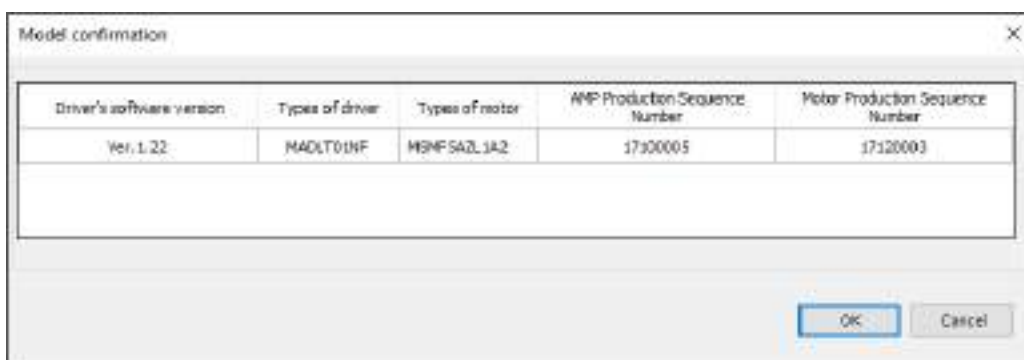 Model confirmation
Driver's software version
Types of driver
Types of motor
AMP Production Sequence
Number
Motor Production Sequence
Number
Ver.1.22
MADLT01NF
MSMF5AZL1A2
17100005
17120003
OK
Cancel